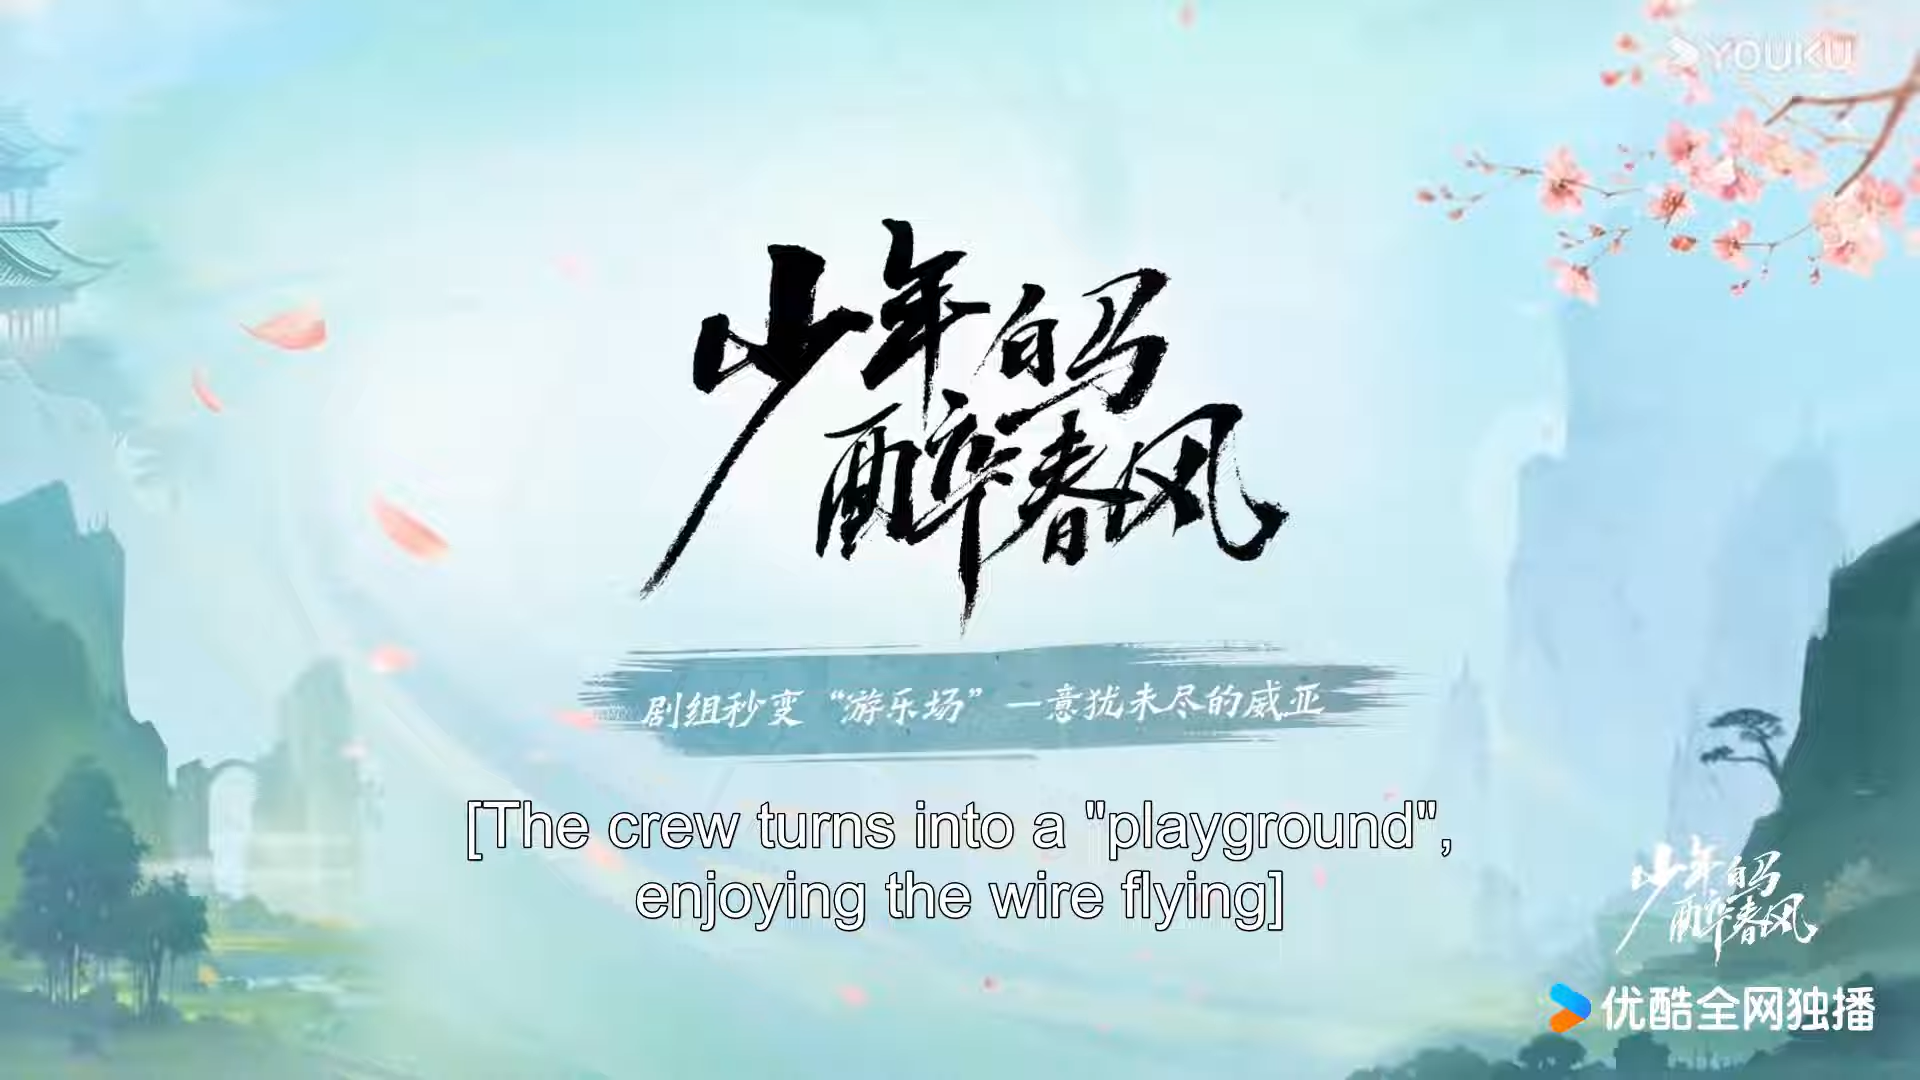 YOUKU
少年白马
醉春风
剧组秒变“游乐场”—意犹未尽的威亚
[The crew turns into a "playground",
enjoying the wire flying]
少年白马
醉春风
优酷全网独播